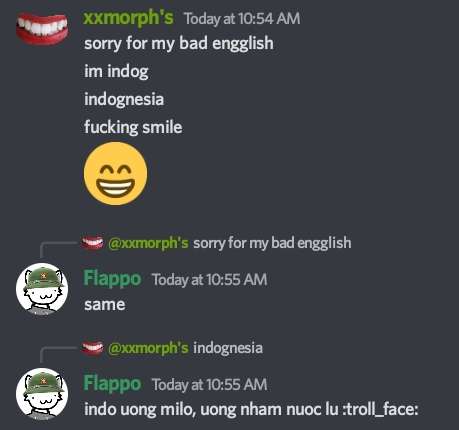 xxmorph's Today at 10:54 AM
sorry for my bad engglish
im indog
indognesia
fucking smile
@xxmorph's sorry for my bad engglish
Flappo Today at 10:55 AM
same
@xxmorph's indognesia
Flappo Today at 10:55 AM
indo uong milo, uong nham nuoc lu :troll_face: